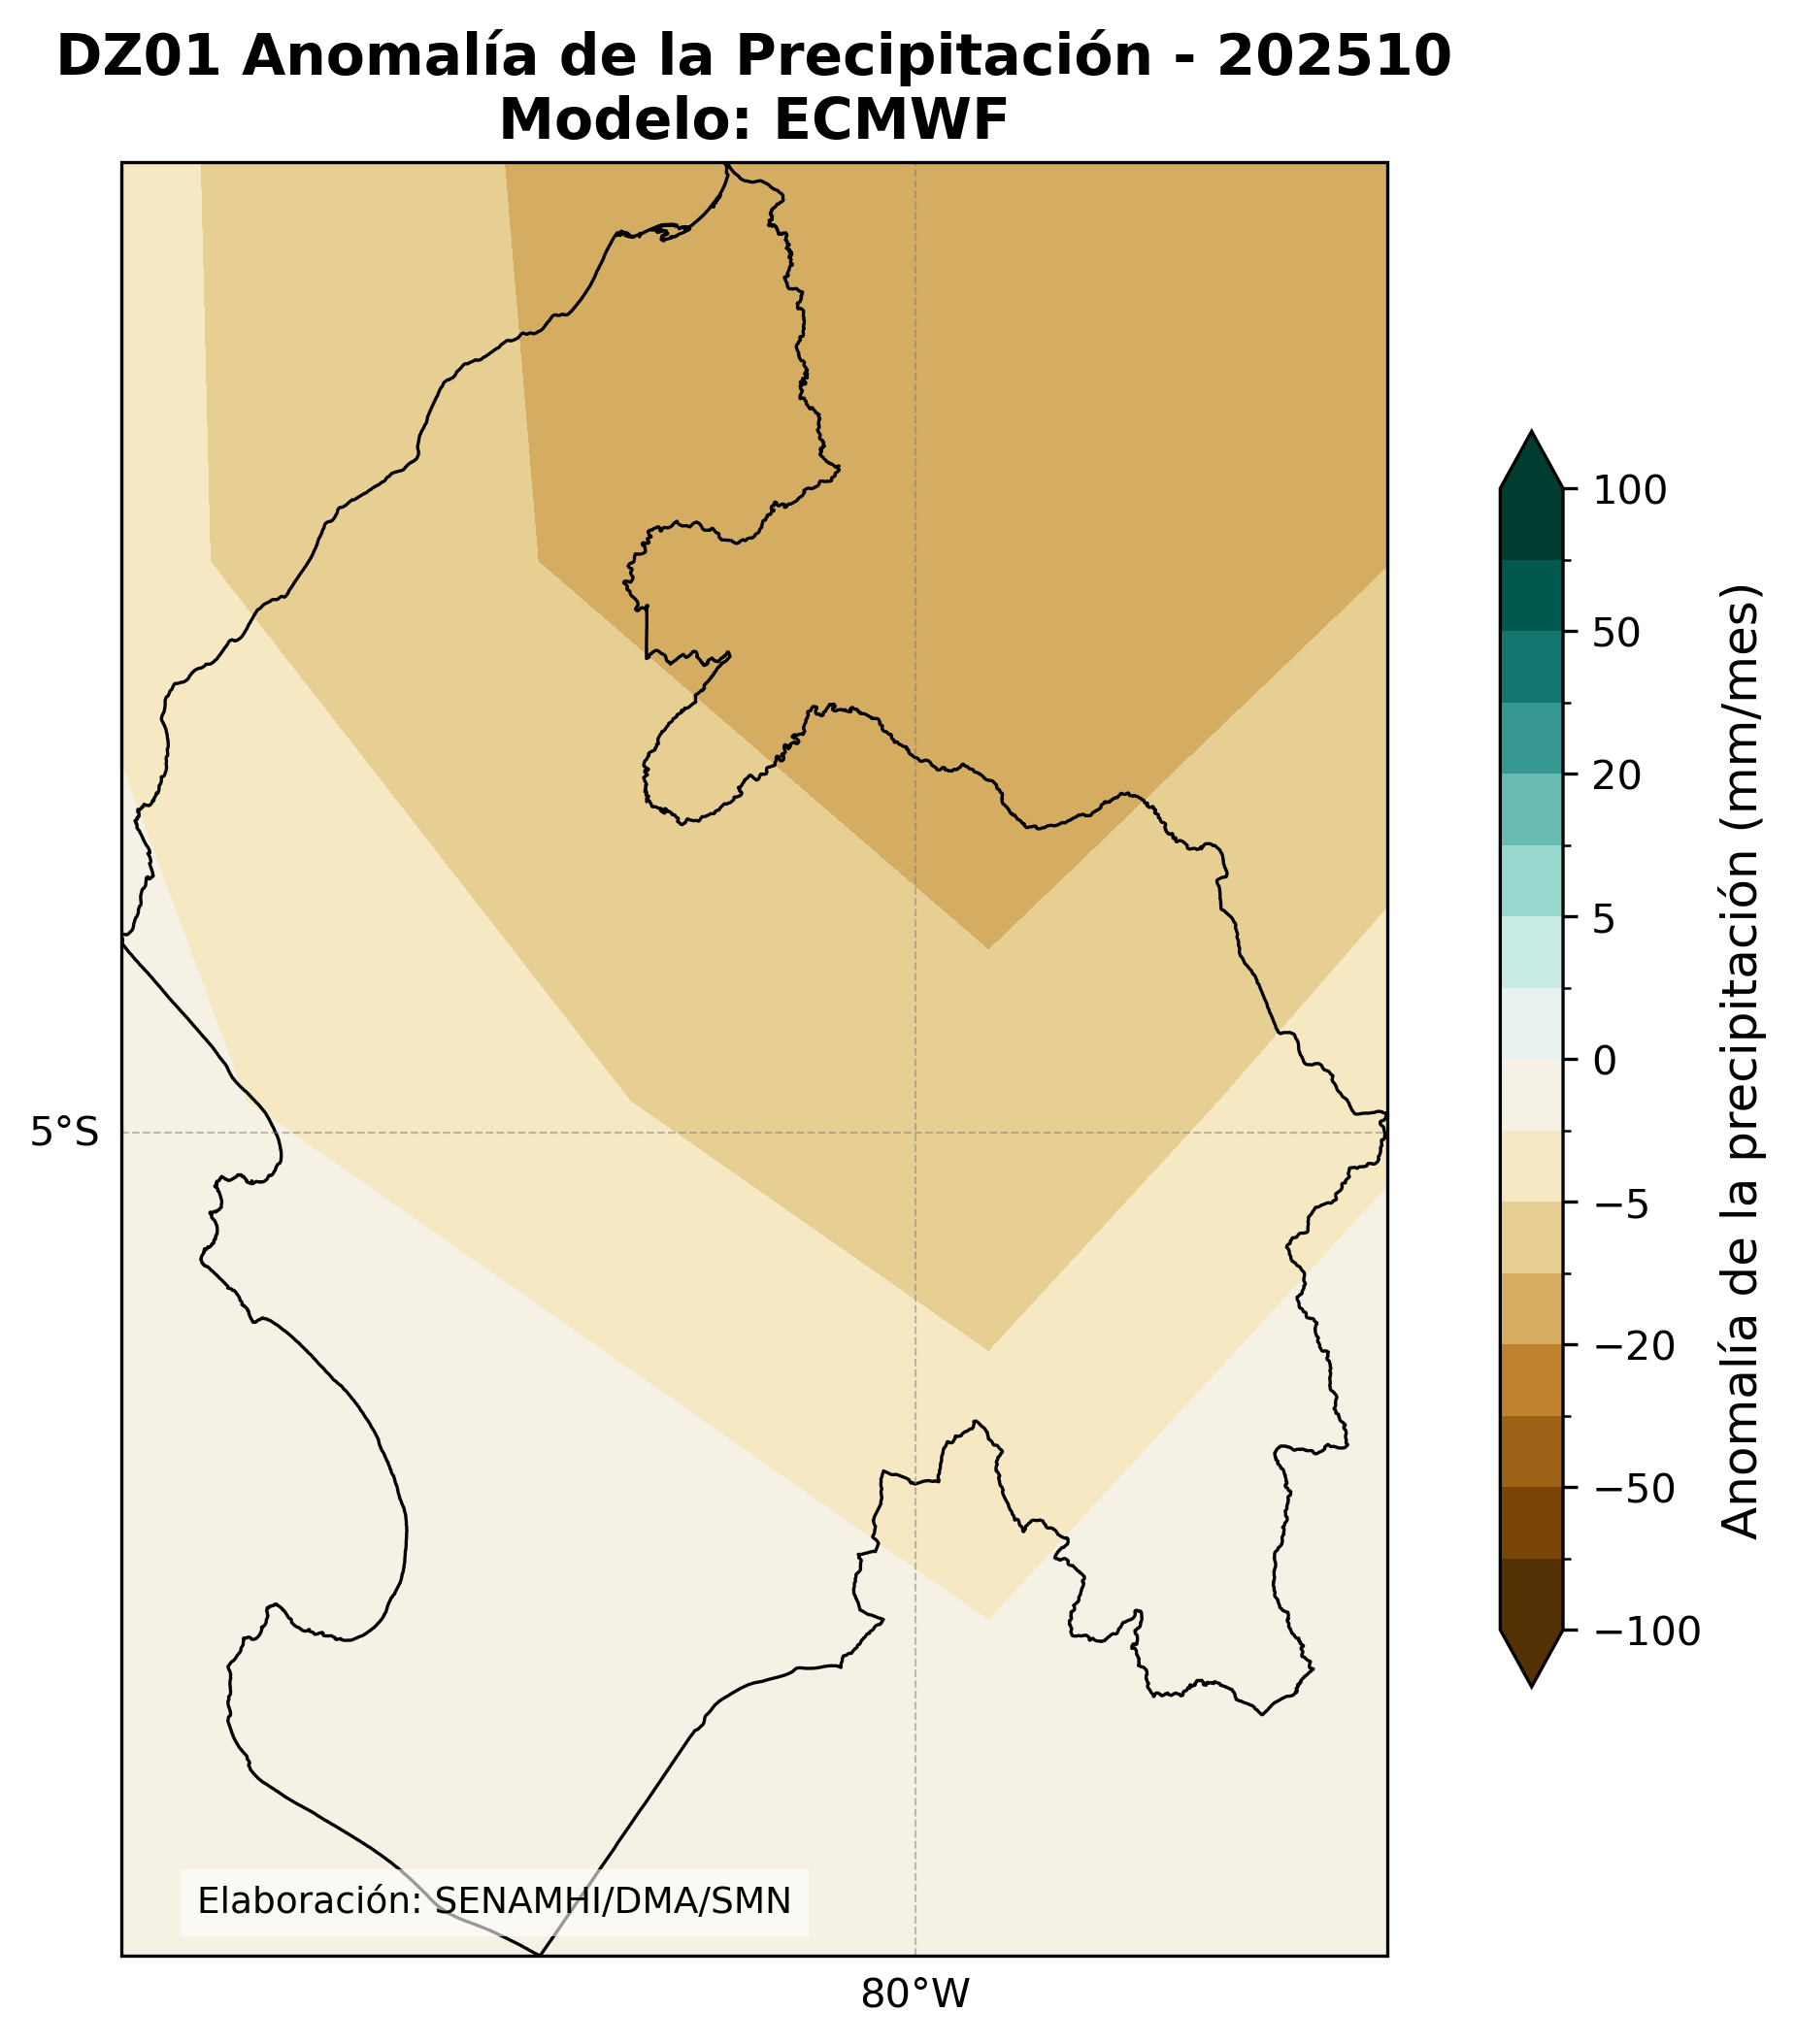 DZ01 Anomalía de la Precipitación - 202510
Modelo: ECMWF
5°S
80°W
Elaboración: SENAMHI/DMA/SMN
100
50
20
5
0
−5
−20
−50
−100
Anomalía de la precipitación (mm/mes)